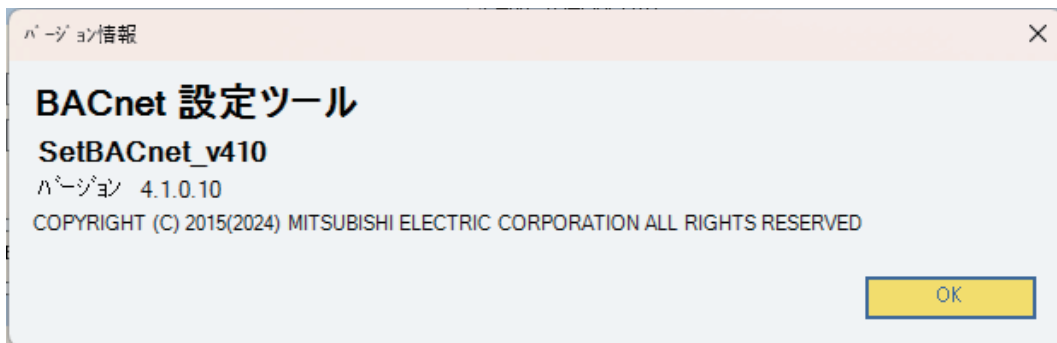 ﾊﾞｰｼﾞｮﾝ情報
BACnet 設定ツール
SetBACnet_v410
ﾊﾞｰｼﾞｮﾝ 4.1.0.10
COPYRIGHT (C) 2015(2024) MITSUBISHI ELECTRIC CORPORATION ALL RIGHTS RESERVED
OK